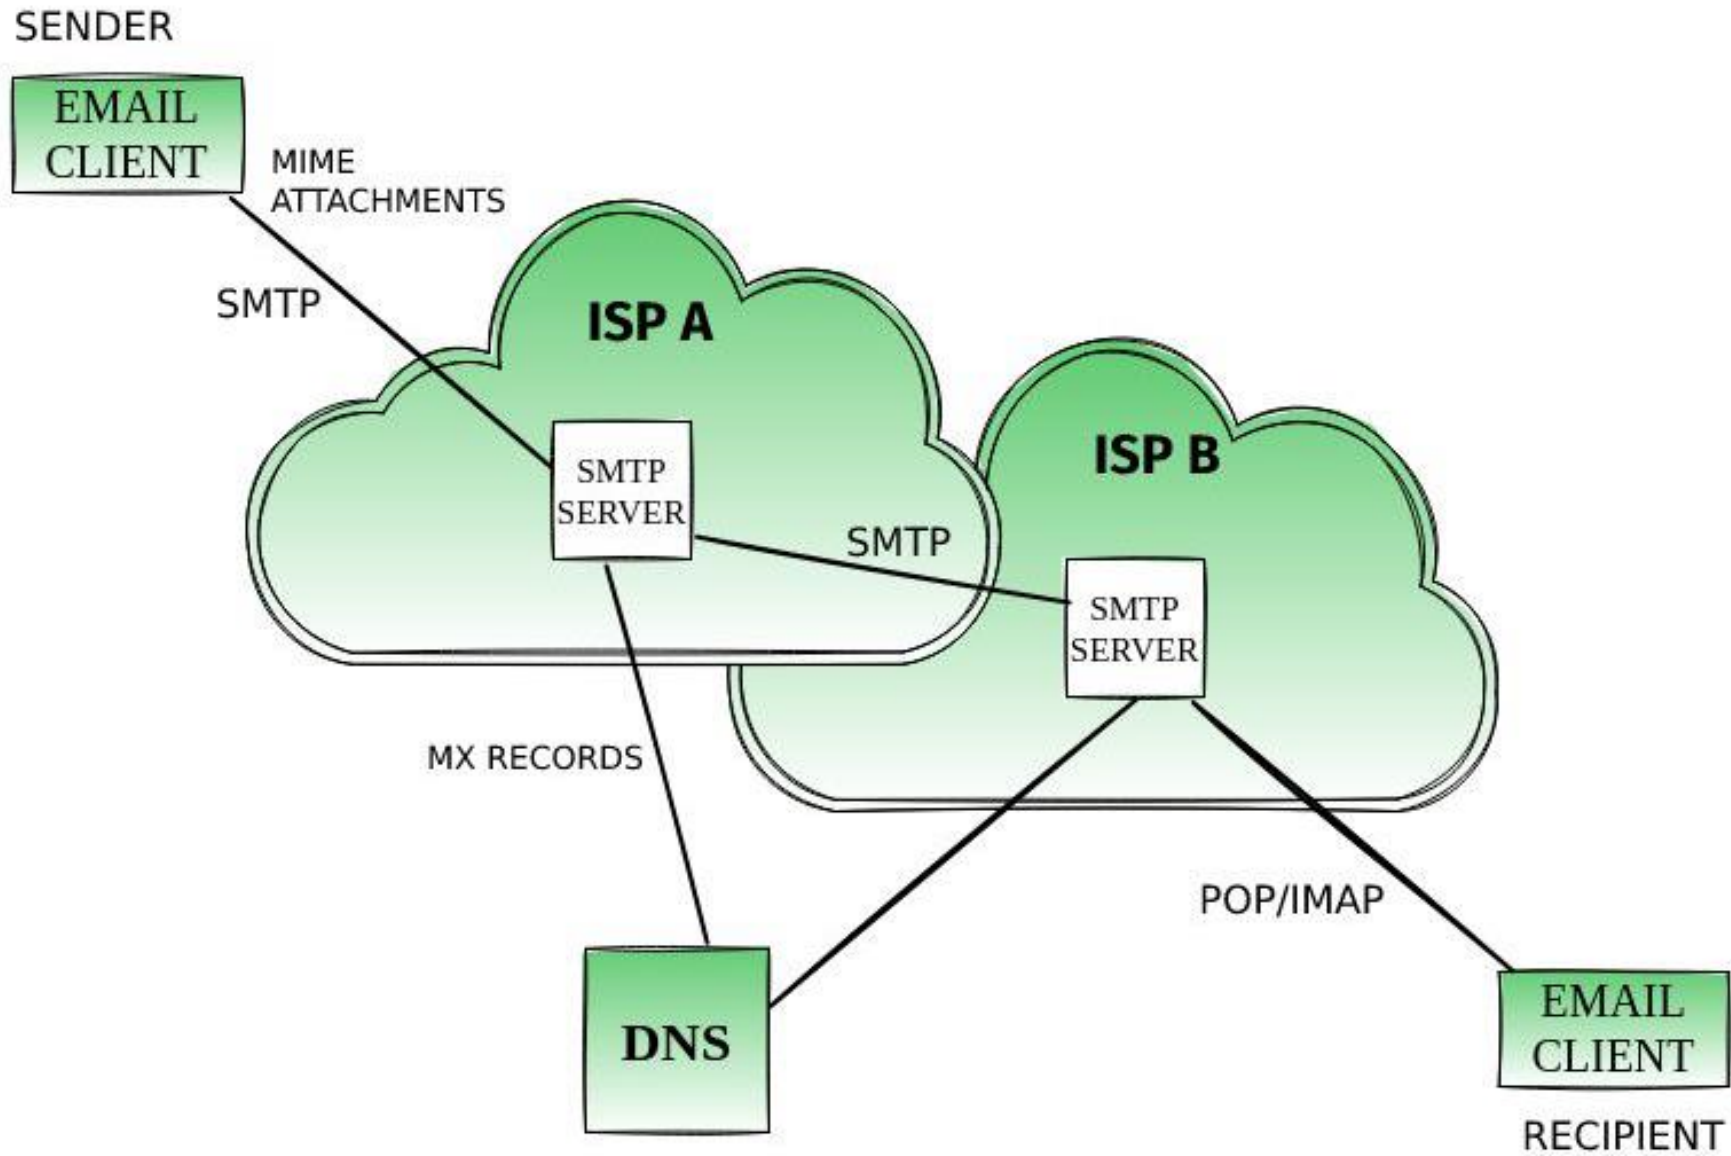 SENDER
EMAIL
CLIENT
MIME
ATTACHMENTS
SMTP
ISP A
SMTP
SERVER
ISP B
SMTP
SMTP
SERVER
MX RECORDS
POP/IMAP
DNS
EMAIL
CLIENT
RECIPIENT